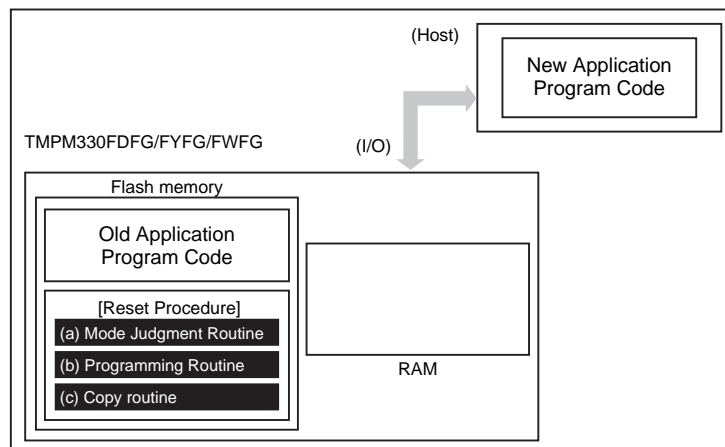 (Host)
New Application
Program Code
TMPM330FDFG/FYFG/FWFG
(I/O)
Flash memory
Old Application
Program Code
[Reset Procedure]
(a) Mode Judgment Routine
(b) Programming Routine
(c) Copy routine
RAM